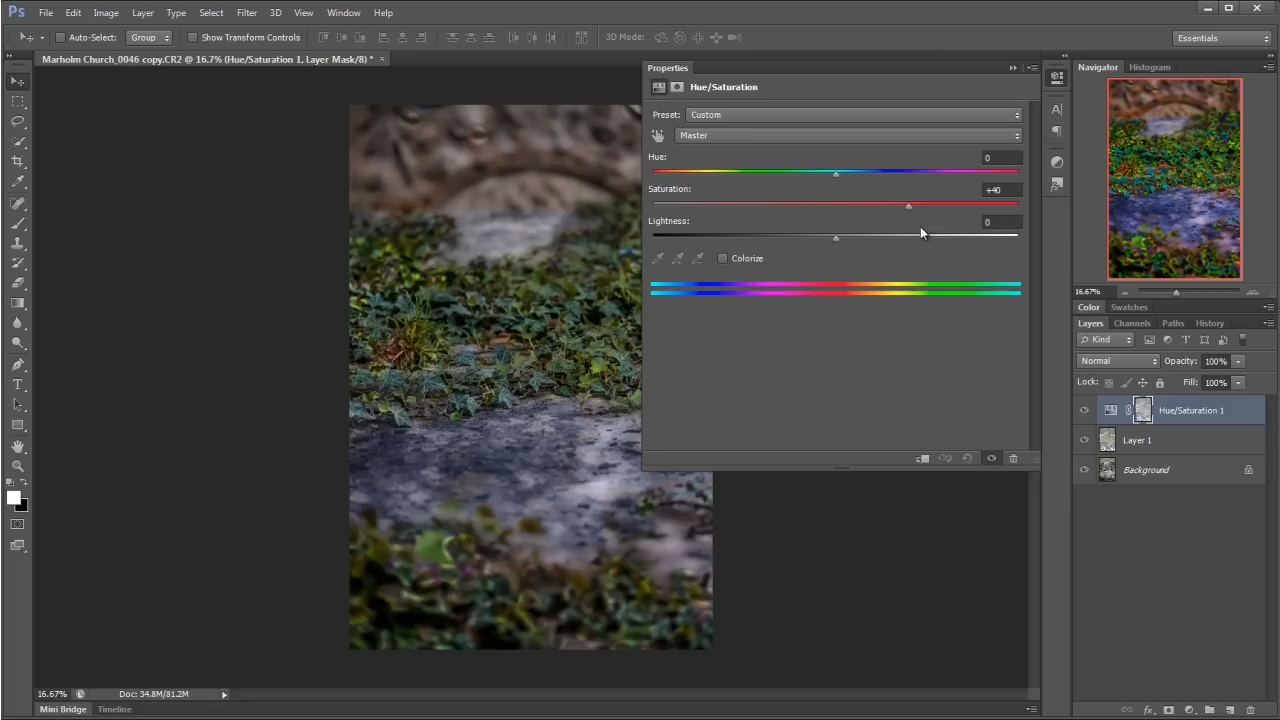 Ps File Edit Image Layer Type Select Filter 3D View Window Help
Auto-Select: Group Show Transform Controls 3D Mode: Essentials
Marholm Church_0046 copy.CR2 @ 16.7% (Hue/Saturation 1, Layer Mask/8) * ×
Properties
Hue/Saturation
Preset: Custom
Master
Hue: 0
Saturation: +40
Lightness: 0
Colorize
Navigator Histogram
16.67%
Color Swatches
Layers Channels Paths History
Kind
Normal Opacity: 100%
Lock: Fill: 100%
Hue/Saturation 1
Layer 1
Background
16.67% Doc: 34.8M/81.2M
Mini Bridge Timeline